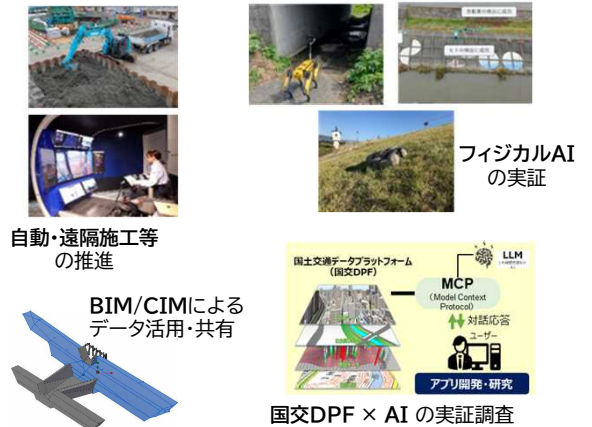 自動・遠隔施工等
の推進
フィジカルAI
の実証
BIM/CIMによる
データ活用・共有
国土交通データプラットフォーム
(国交DPF)
LLM
MCP
(Model Context
Protocol)
対話応答
ユーザー
アプリ開発・研究
国交DPF × AI の実証調査